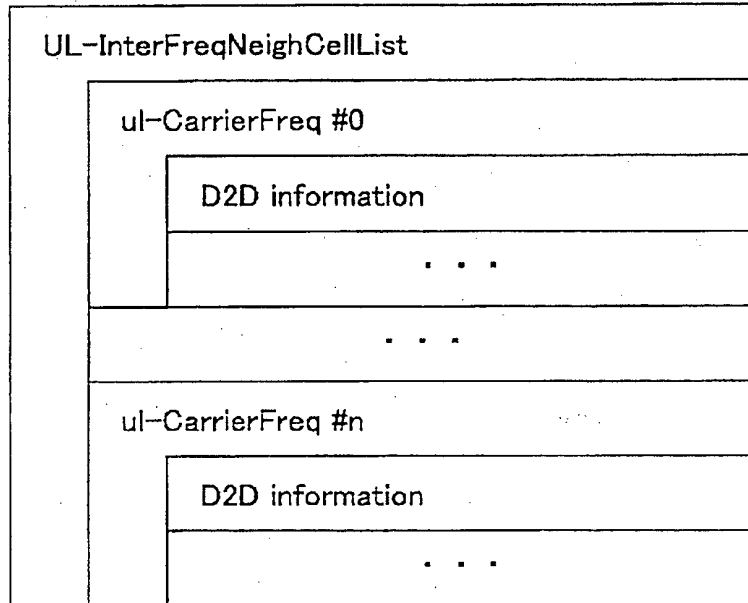 UL-InterFreqNeighCellList
ul-CarrierFreq #0
D2D information
. . .
. . .
ul-CarrierFreq #n
D2D information
. . .